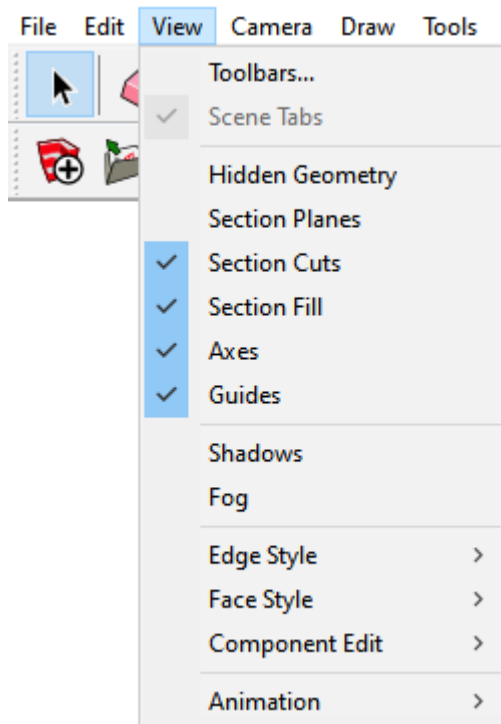 File Edit View Camera Draw Tools
Toolbars...
Scene Tabs
Hidden Geometry
Section Planes
Section Cuts
Section Fill
Axes
Guides
Shadows
Fog
Edge Style
Face Style
Component Edit
Animation